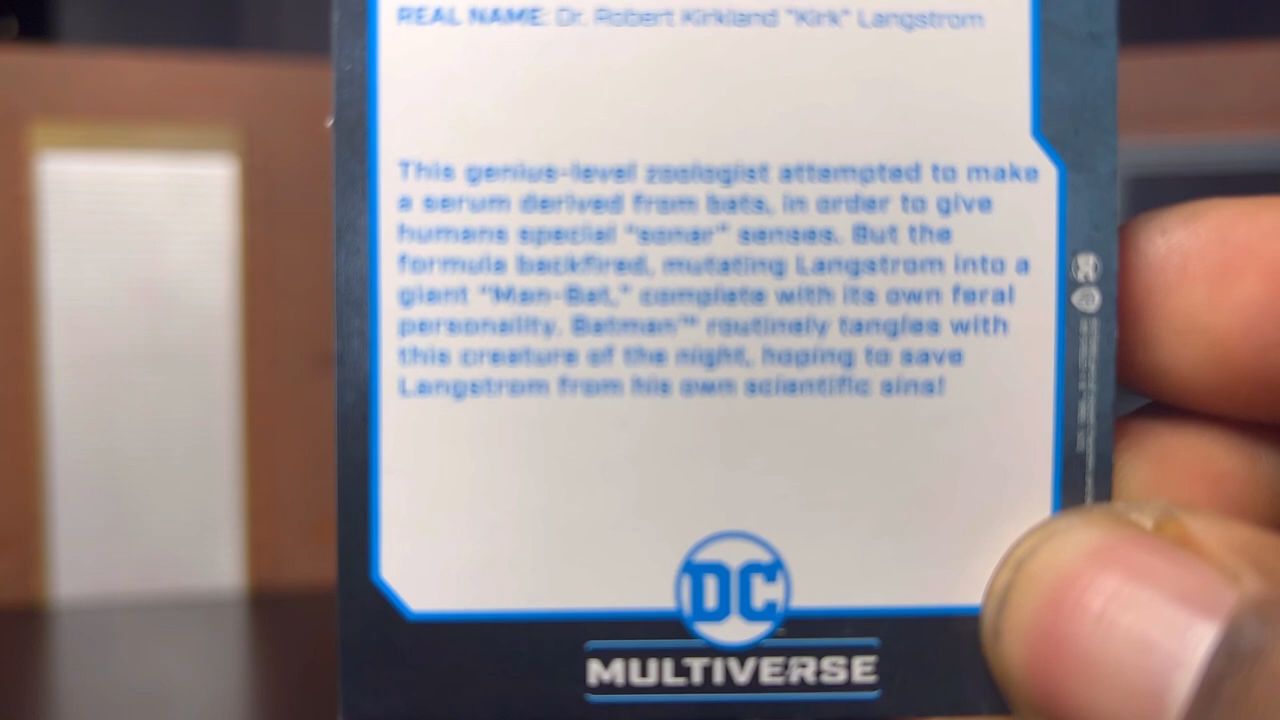 REAL NAME: Dr. Robert Kirkland "Kirk" Langstrom
This genius-level zoologist attempted to make
a serum derived from bats, in order to give
humans special "sonar" senses. But the
formula backfired, mutating Langstrom into a
giant "Man-Bat," complete with its own feral
personality. Batman™ routinely tangles with
this creature of the night, hoping to save
Langstrom from his own scientific sins!
DC
MULTIVERSE